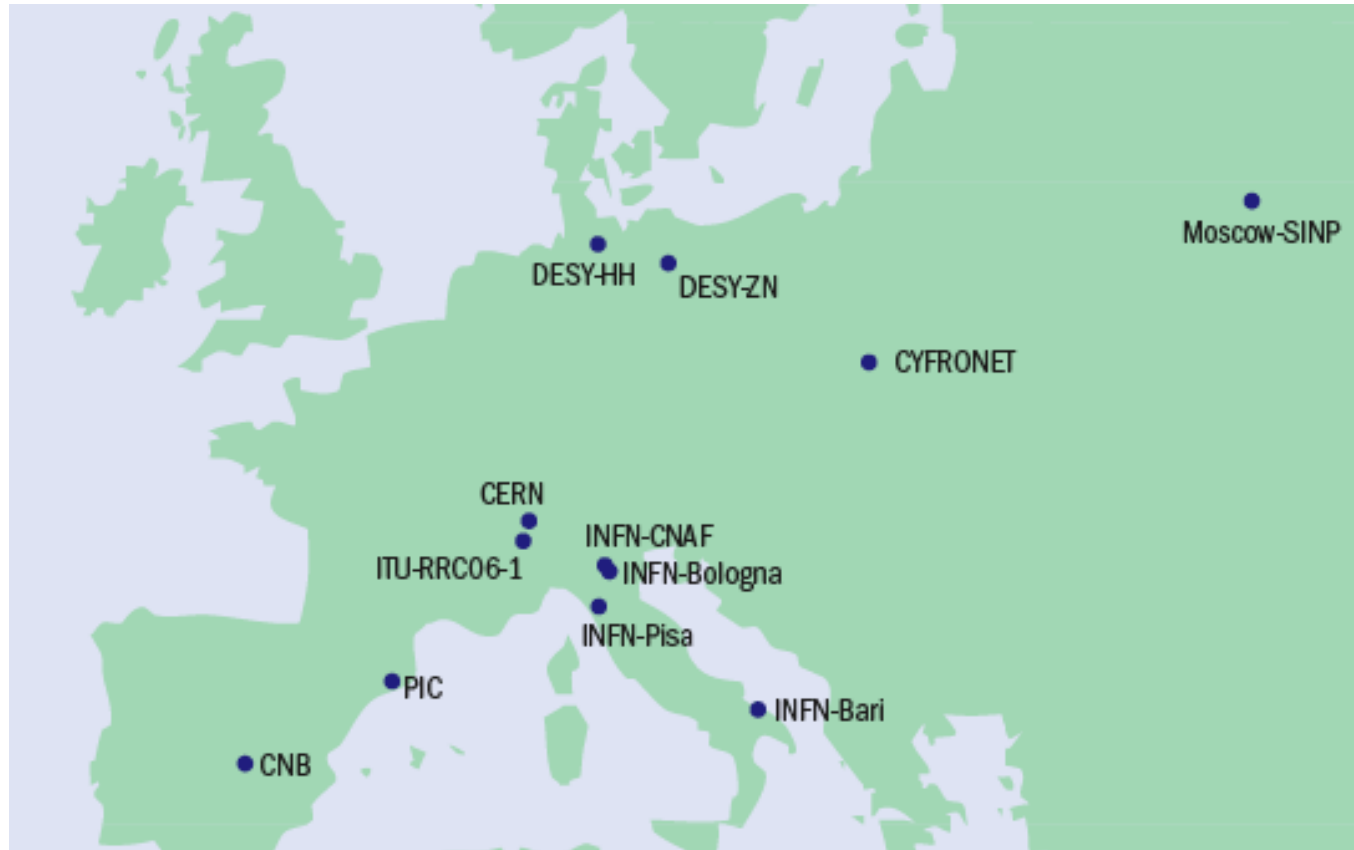 Moscow-SINP
DESY-HH
DESY-ZN
CYFRONET
CERN
INFN-CNAF
ITU-RRC06-1
INFN-Bologna
INFN-Pisa
PIC
INFN-Bari
CNB